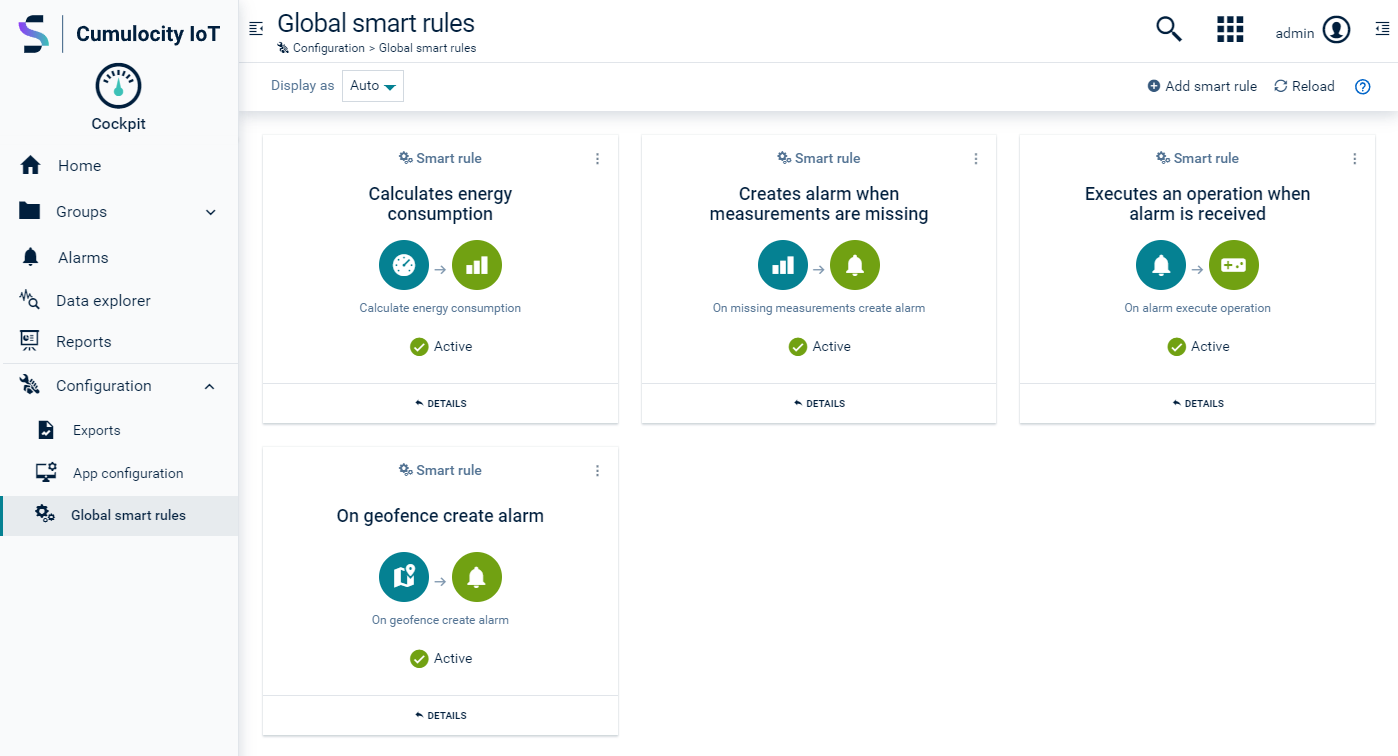 Cumulocity IoT
Cockpit
Home
Groups
Alarms
Data explorer
Reports
Configuration
Exports
App configuration
Global smart rules
Global smart rules
Configuration > Global smart rules
admin
Display as
Auto
Add smart rule
Reload
Smart rule
Calculates energy
consumption
Calculate energy consumption
Active
DETAILS
Smart rule
Creates alarm when
measurements are missing
On missing measurements create alarm
Active
DETAILS
Smart rule
Executes an operation when
alarm is received
On alarm execute operation
Active
DETAILS
Smart rule
On geofence create alarm
On geofence create alarm
Active
DETAILS